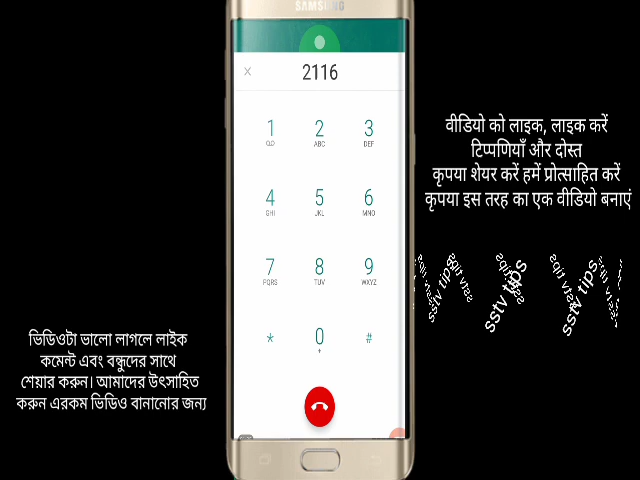 SAMSUNG
× 2116
1 2 3
ABC DEF
4 5 6
GHI JKL MNO
7 8 9
PQRS TUV WXYZ
* 0 #
+
वीडियो को लाइक, लाइक करें
टिप्पणियाँ और दोस्त
कृपया शेयर करें हमें प्रोत्साहित करें
कृपया इस तरह का एक वीडियो बनाएं
sstv tips
sstv tips
sstv tips
ভিডিওটা ভালো লাগলে লাইক
কমেন্ট এবং বন্ধুদের সাথে
শেয়ার করুন। আমাদের উৎসাহিত
করুন এরকম ভিডিও বানানোর জন্য